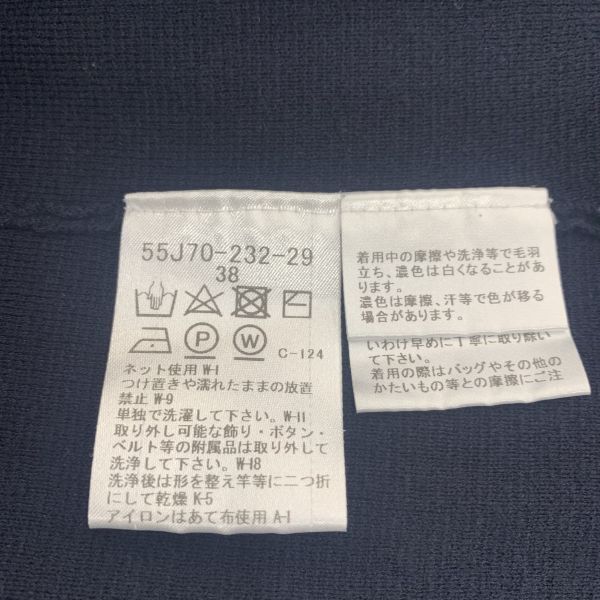 55J70-232-29
38
P
W
C-124
ネット使用 W-1
つけ置きや濡れたままの放置
禁止 W-9
単独で洗濯して下さい。W-11
取り外し可能な飾り・ボタン・
ベルト等の附属品は取り外して
洗浄して下さい。W-18
洗浄後は形を整え竿等に二つ折
にして乾燥 K-5
アイロンはあて布使用 A-1
着用中の摩擦や洗浄等で毛羽
立ち、濃色は白くなることがあ
ります。
濃色は摩擦、汗等で色が移る
場合があります。
いわけ早めに丁寧に取り除い
て下さい。
着用の際はバッグやその他の
かたいもの等との摩擦にご注